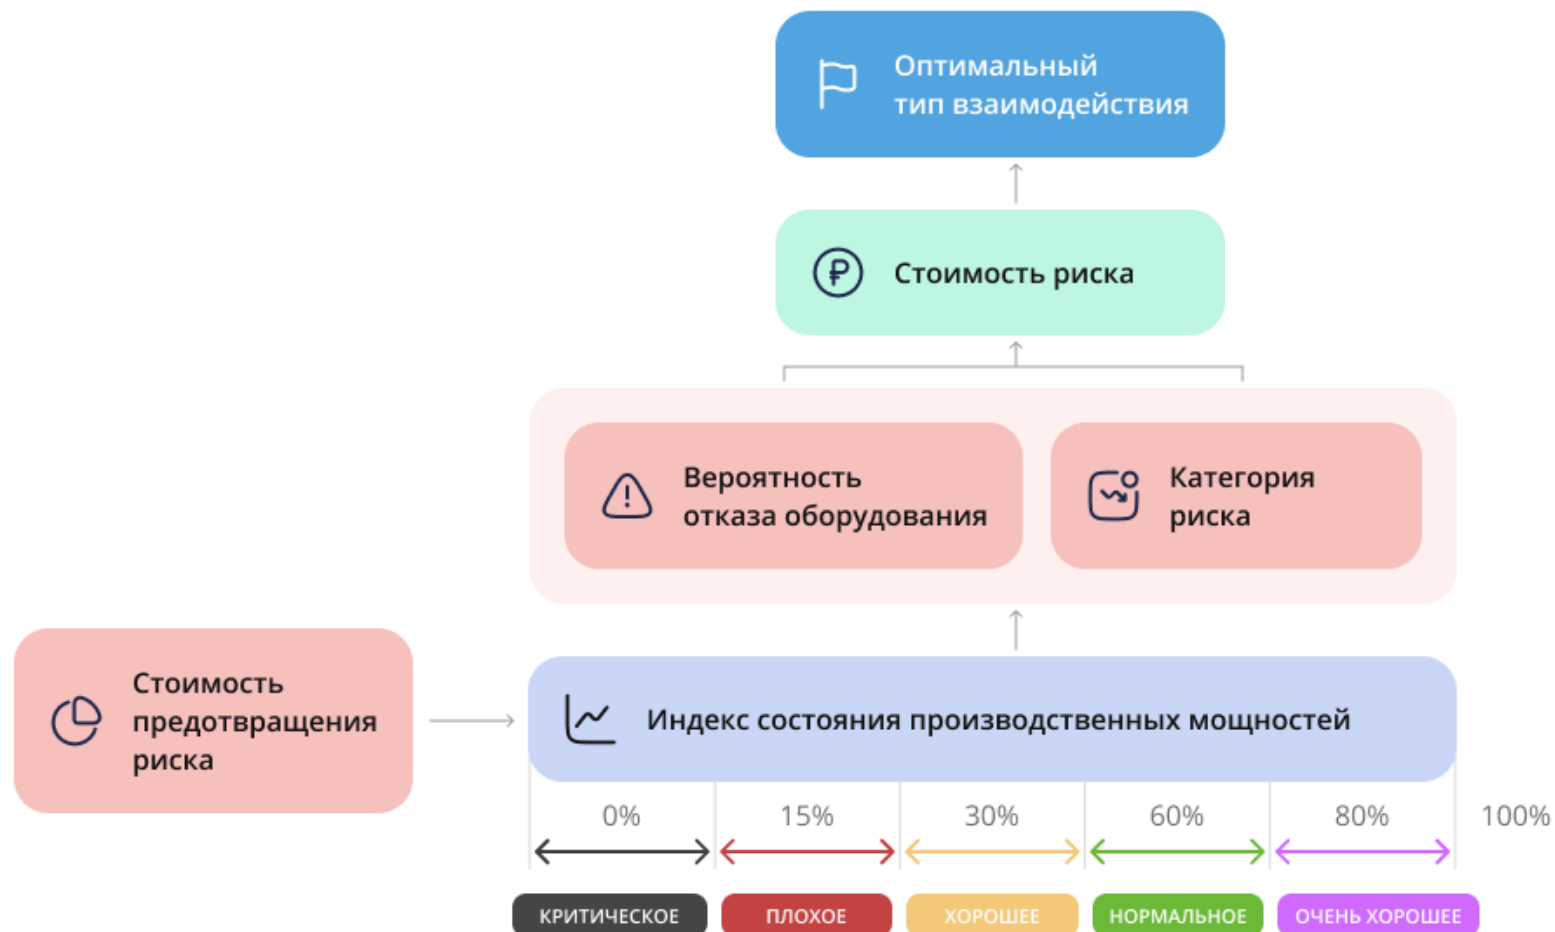 Оптимальный
тип взаимодействия
Стоимость риска
Вероятность
отказа оборудования
Категория
риска
Стоимость
предотвращения
риска
Индекс состояния производственных мощностей
0% 15% 30% 60% 80% 100%
КРИТИЧЕСКОЕ ПЛОХОЕ ХОРОШЕЕ НОРМАЛЬНОЕ ОЧЕНЬ ХОРОШЕЕ